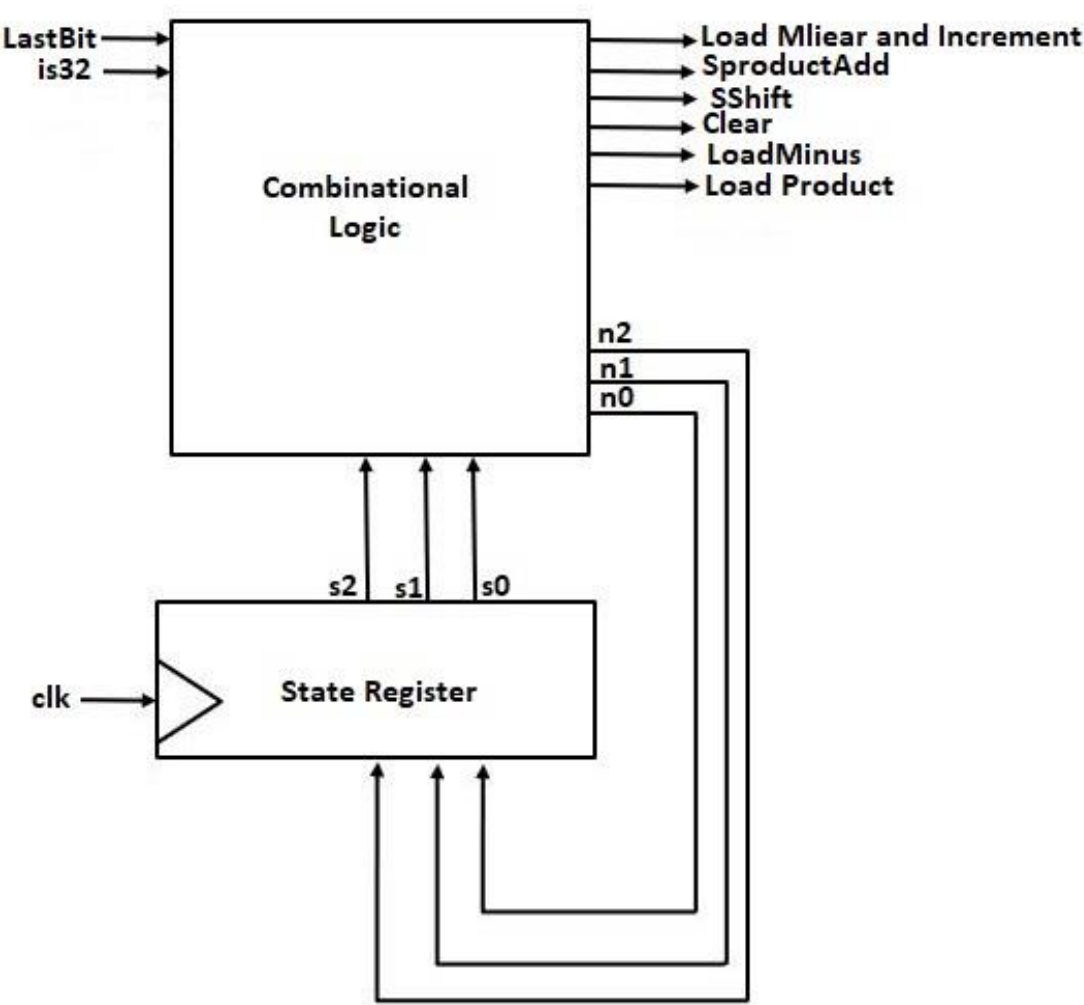 LastBit
is32
Load Mliear and Increment
SproductAdd
SShift
Clear
LoadMinus
Load Product
Combinational
Logic
n2
n1
n0
s2
s1
s0
clk
State Register